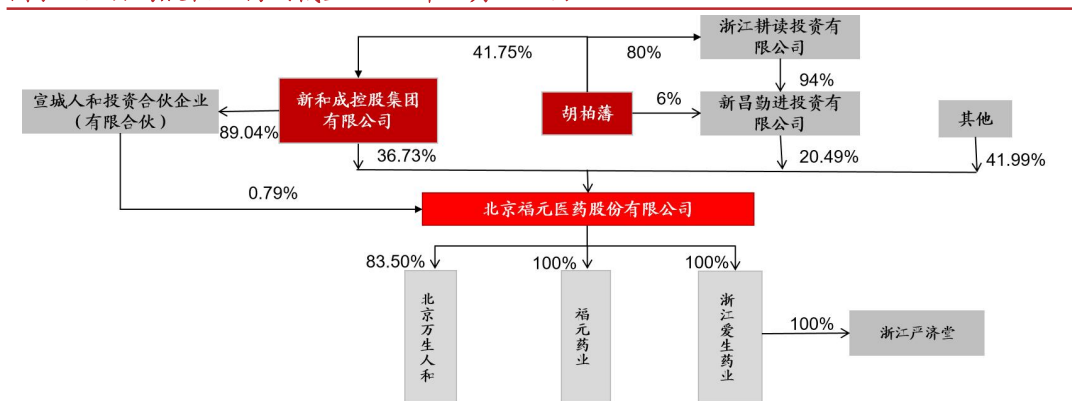 浙江耕读投资有
限公司
41.75%
80%
94%
宣城人和投资合伙企业
（有限合伙）
89.04%
新和成控股集团
有限公司
胡柏藩
6%
新昌勤进投资有
限公司
其他
36.73%
20.49%
41.99%
0.79%
北京福元医药股份有限公司
83.50%
100%
100%
北京万生人和
福元药业
浙江爱生药业
100%
浙江严济堂